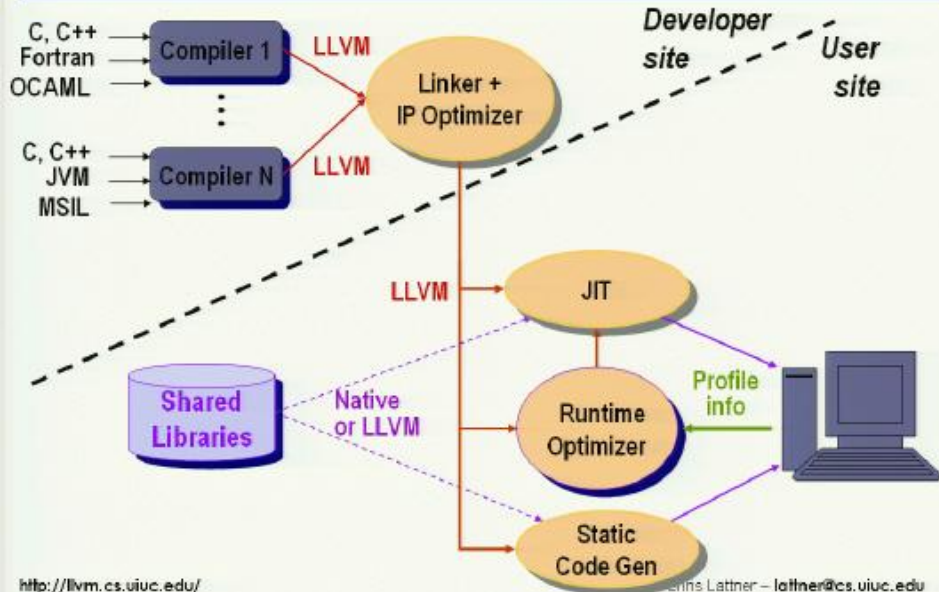 C, C++
Fortran
OCAML
Compiler 1
LLVM
Linker +
IP Optimizer
Developer
site
User
site
C, C++
JVM
MSIL
Compiler N
LLVM
LLVM
JIT
Shared
Libraries
Native
or LLVM
Runtime
Optimizer
Profile
info
Static
Code Gen
http://llvm.cs.uiuc.edu/
Lattner – lattner@cs.uiuc.edu